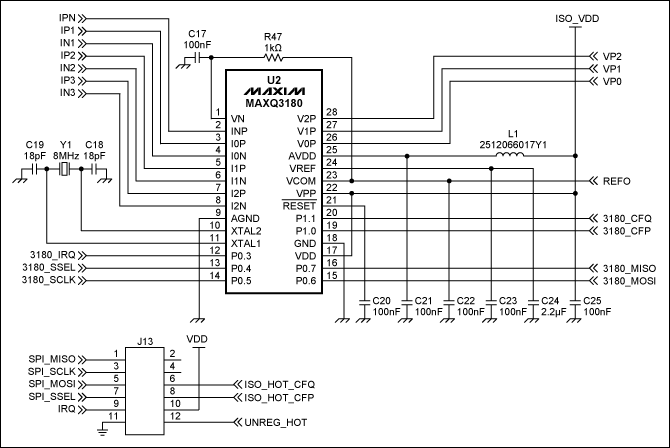 IPN
IP1
IN1
IP2
IN2
IP3
IN3
C17
100nF
R47
1kΩ
ISO_VDD
VP2
VP1
VP0
U2
MAXIM
MAXQ3180
1 VN
2 INP
3 I0P
4 I0N
5 I1P
6 I1N
7 I2P
8 I2N
9 AGND
10 XTAL2
11 XTAL1
12 P0.3
13 P0.4
14 P0.5
V2P 28
V1P 27
V0P 26
AVDD 25
VREF 24
VCOM 23
VPP 22
RESET 21
P1.1 20
P1.0 19
GND 18
VDD 17
P0.7 16
P0.6 15
L1
2512066017Y1
C19
18pF
Y1
8MHz
C18
18pF
REFO
3180_CFQ
3180_CFP
3180_IRQ
3180_SSEL
3180_SCLK
3180_MISO
3180_MOSI
C20
100nF
C21
100nF
C22
100nF
C23
100nF
C24
2.2µF
C25
100nF
J13
VDD
SPI_MISO 1 2
SPI_SCLK 3 4
SPI_MOSI 5 6 ISO_HOT_CFQ
SPI_SSEL 7 8 ISO_HOT_CFP
IRQ 9 10
11 12 UNREG_HOT